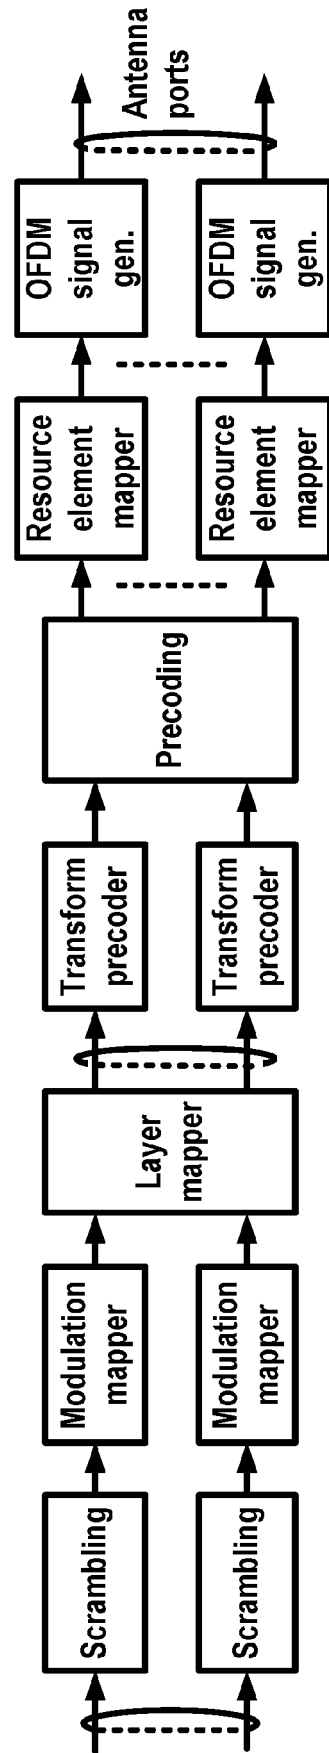 Scrambling
Scrambling
Modulation
mapper
Modulation
mapper
Layer
mapper
Transform
precoder
Transform
precoder
Precoding
Resource
element
mapper
Resource
element
mapper
OFDM
signal
gen.
OFDM
signal
gen.
Antenna
ports